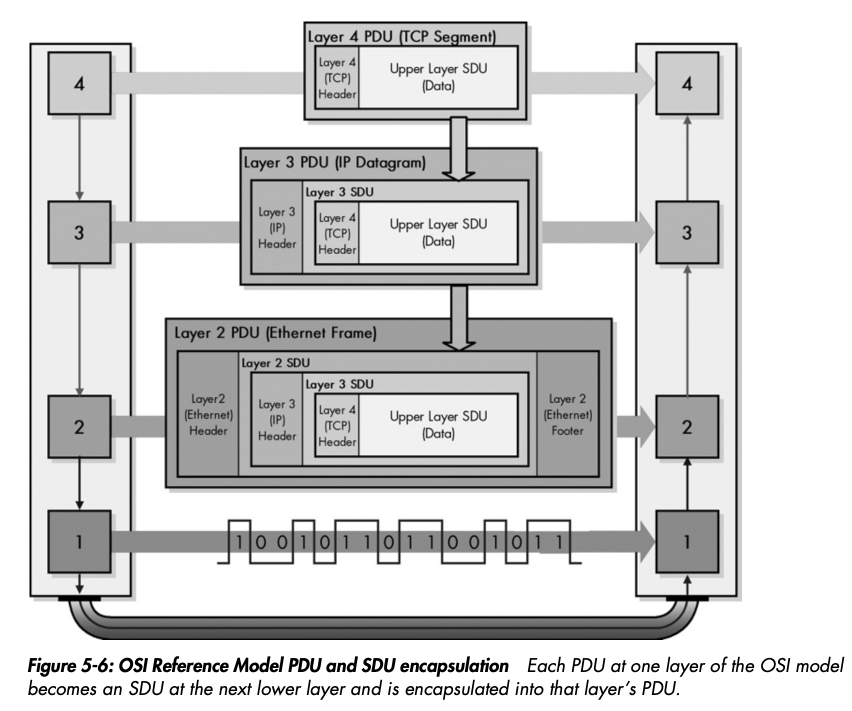 Layer 4 PDU (TCP Segment)
4
Layer 4
(TCP)
Header
Upper Layer SDU
(Data)
4
Layer 3 PDU (IP Datagram)
3
Layer 3
(IP)
Header
Layer 3 SDU
Layer 4
(TCP)
Header
Upper Layer SDU
(Data)
3
Layer 2 PDU (Ethernet Frame)
2
Layer2
(Ethernet)
Header
Layer 2 SDU
Layer 3
(IP)
Header
Layer 3 SDU
Layer 4
(TCP)
Header
Upper Layer SDU
(Data)
Layer 2
(Ethernet)
Footer
2
1
1 0 0 1 0 1 1 0 1 1 0 0 1 0 1 1
1
Figure 5-6: OSI Reference Model PDU and SDU encapsulation Each PDU at one layer of the OSI model
becomes an SDU at the next lower layer and is encapsulated into that layer’s PDU.